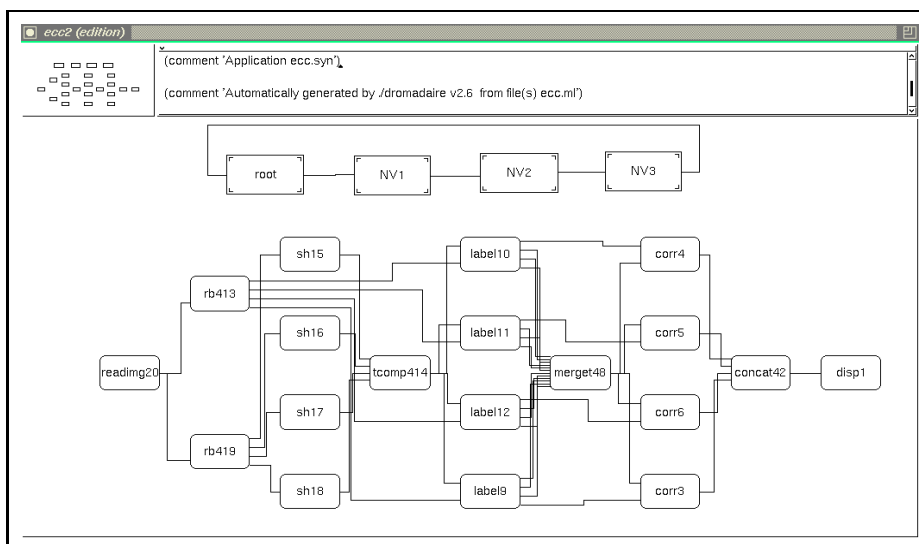 ecc2 (edition)
(comment 'Application ecc.syn')
(comment 'Automatically generated by ./dromadaire v2.6 from file(s) ecc.ml')
root
NV1
NV2
NV3
sh15
label10
corr4
rb413
sh16
label11
corr5
readimg20
tcomp414
merget48
concat42
disp1
sh17
label12
corr6
rb419
sh18
label9
corr3